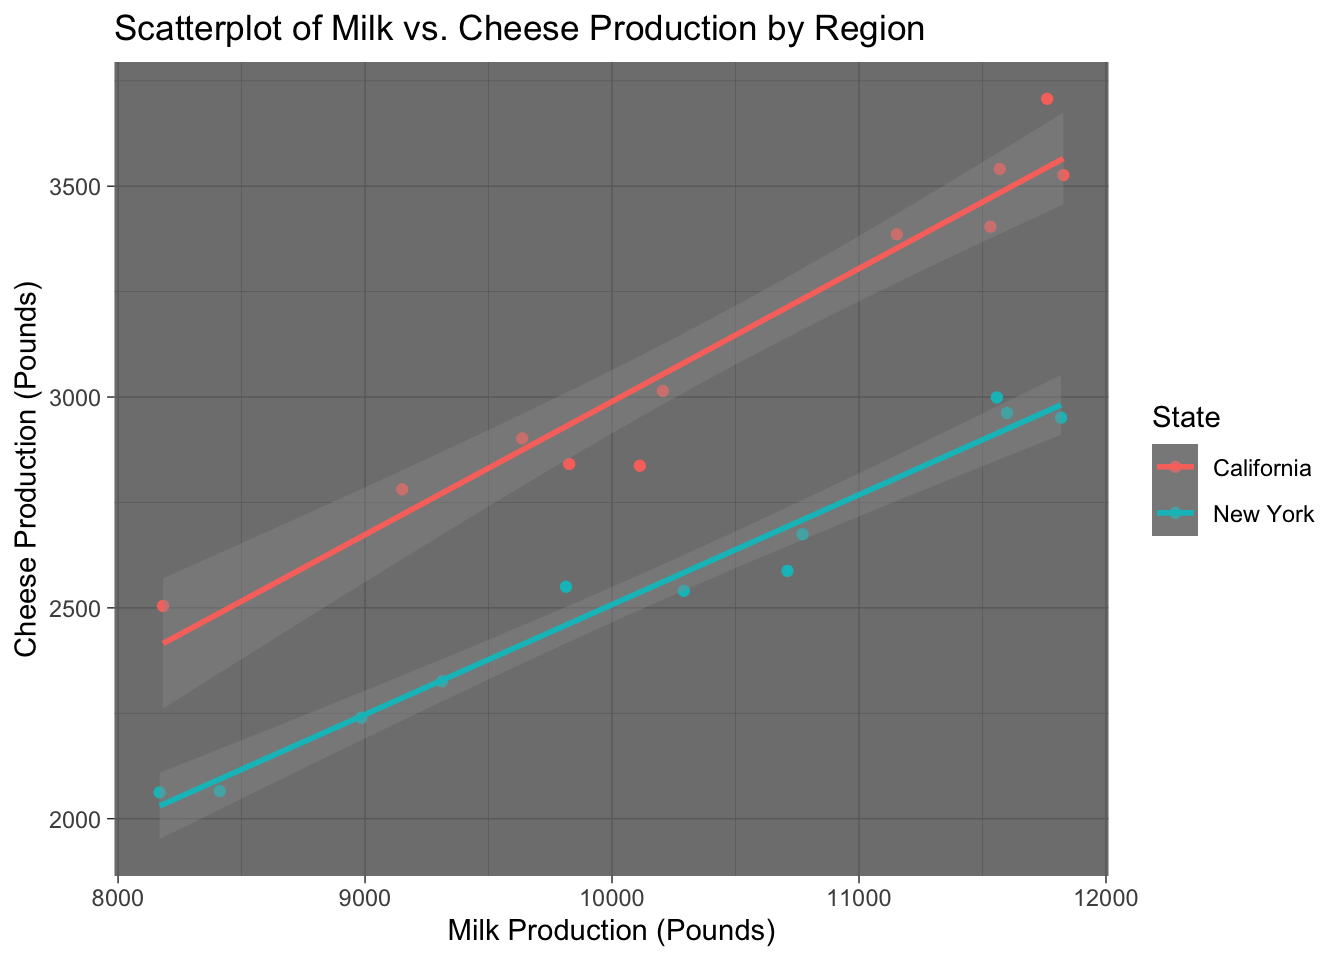 Scatterplot of Milk vs. Cheese Production by Region
Cheese Production (Pounds)
3500
3000
2500
2000
8000 9000 10000 11000 12000
Milk Production (Pounds)
State
California
New York